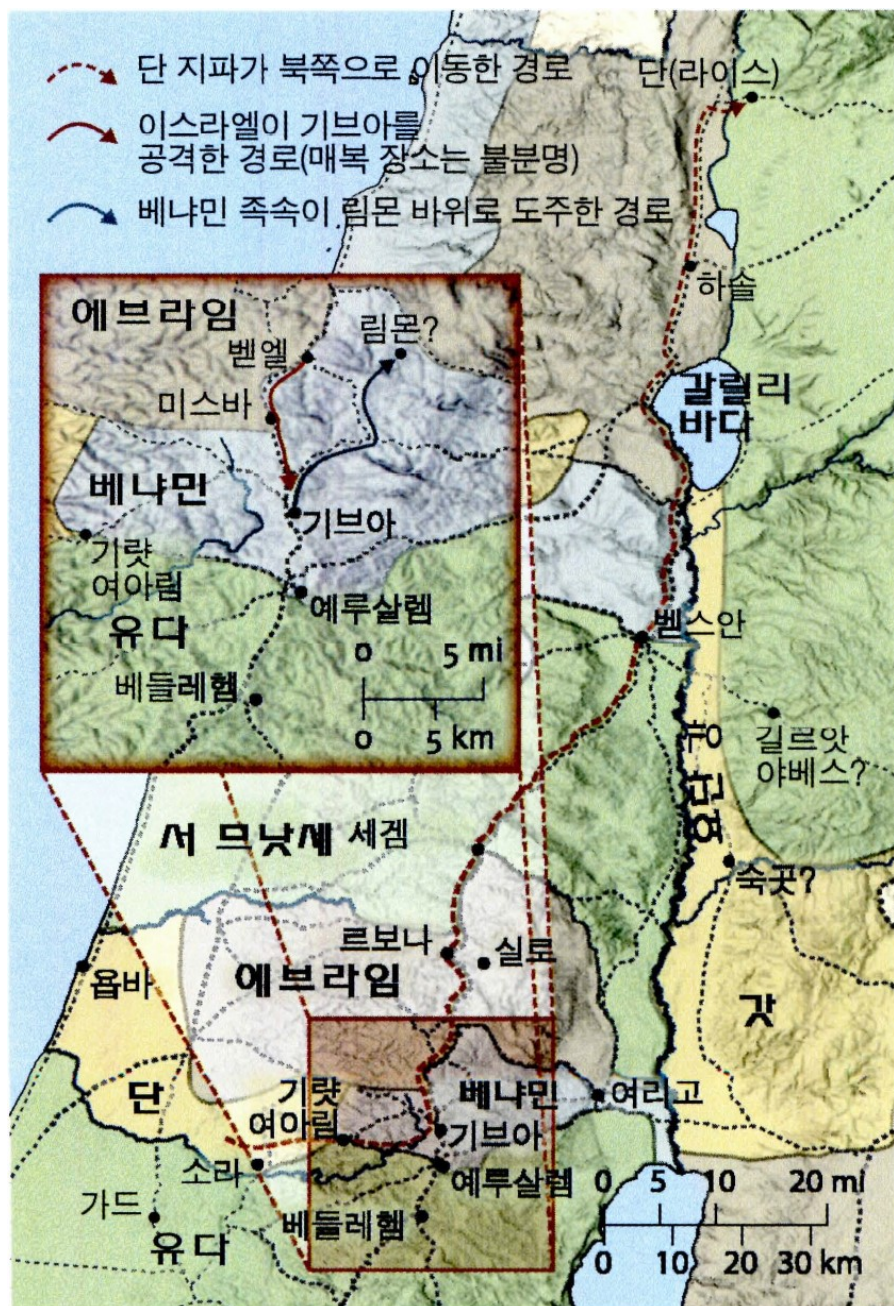 단 지파가 북쪽으로 이동한 경로
이스라엘이 기브아를
공격한 경로(매복 장소는 불분명)
베냐민 족속이 림몬 바위로 도주한 경로
단(라이스)
하솔
갈릴리
바다
에브라임
벧엘
림몬?
미스바
베냐민
기브아
기럇
여아림
예루살렘
유다
베들레헴
0 5 mi
0 5 km
벧스안
요단강
길르앗
야베스?
서 므낫세
세겜
숙곳?
르보나
실로
욥바
에브라임
갓
단
기럇
여아림
베냐민
여리고
기브아
소라
예루살렘
가드
베들레헴
유다
0 5 10 20 mi
0 10 20 30 km